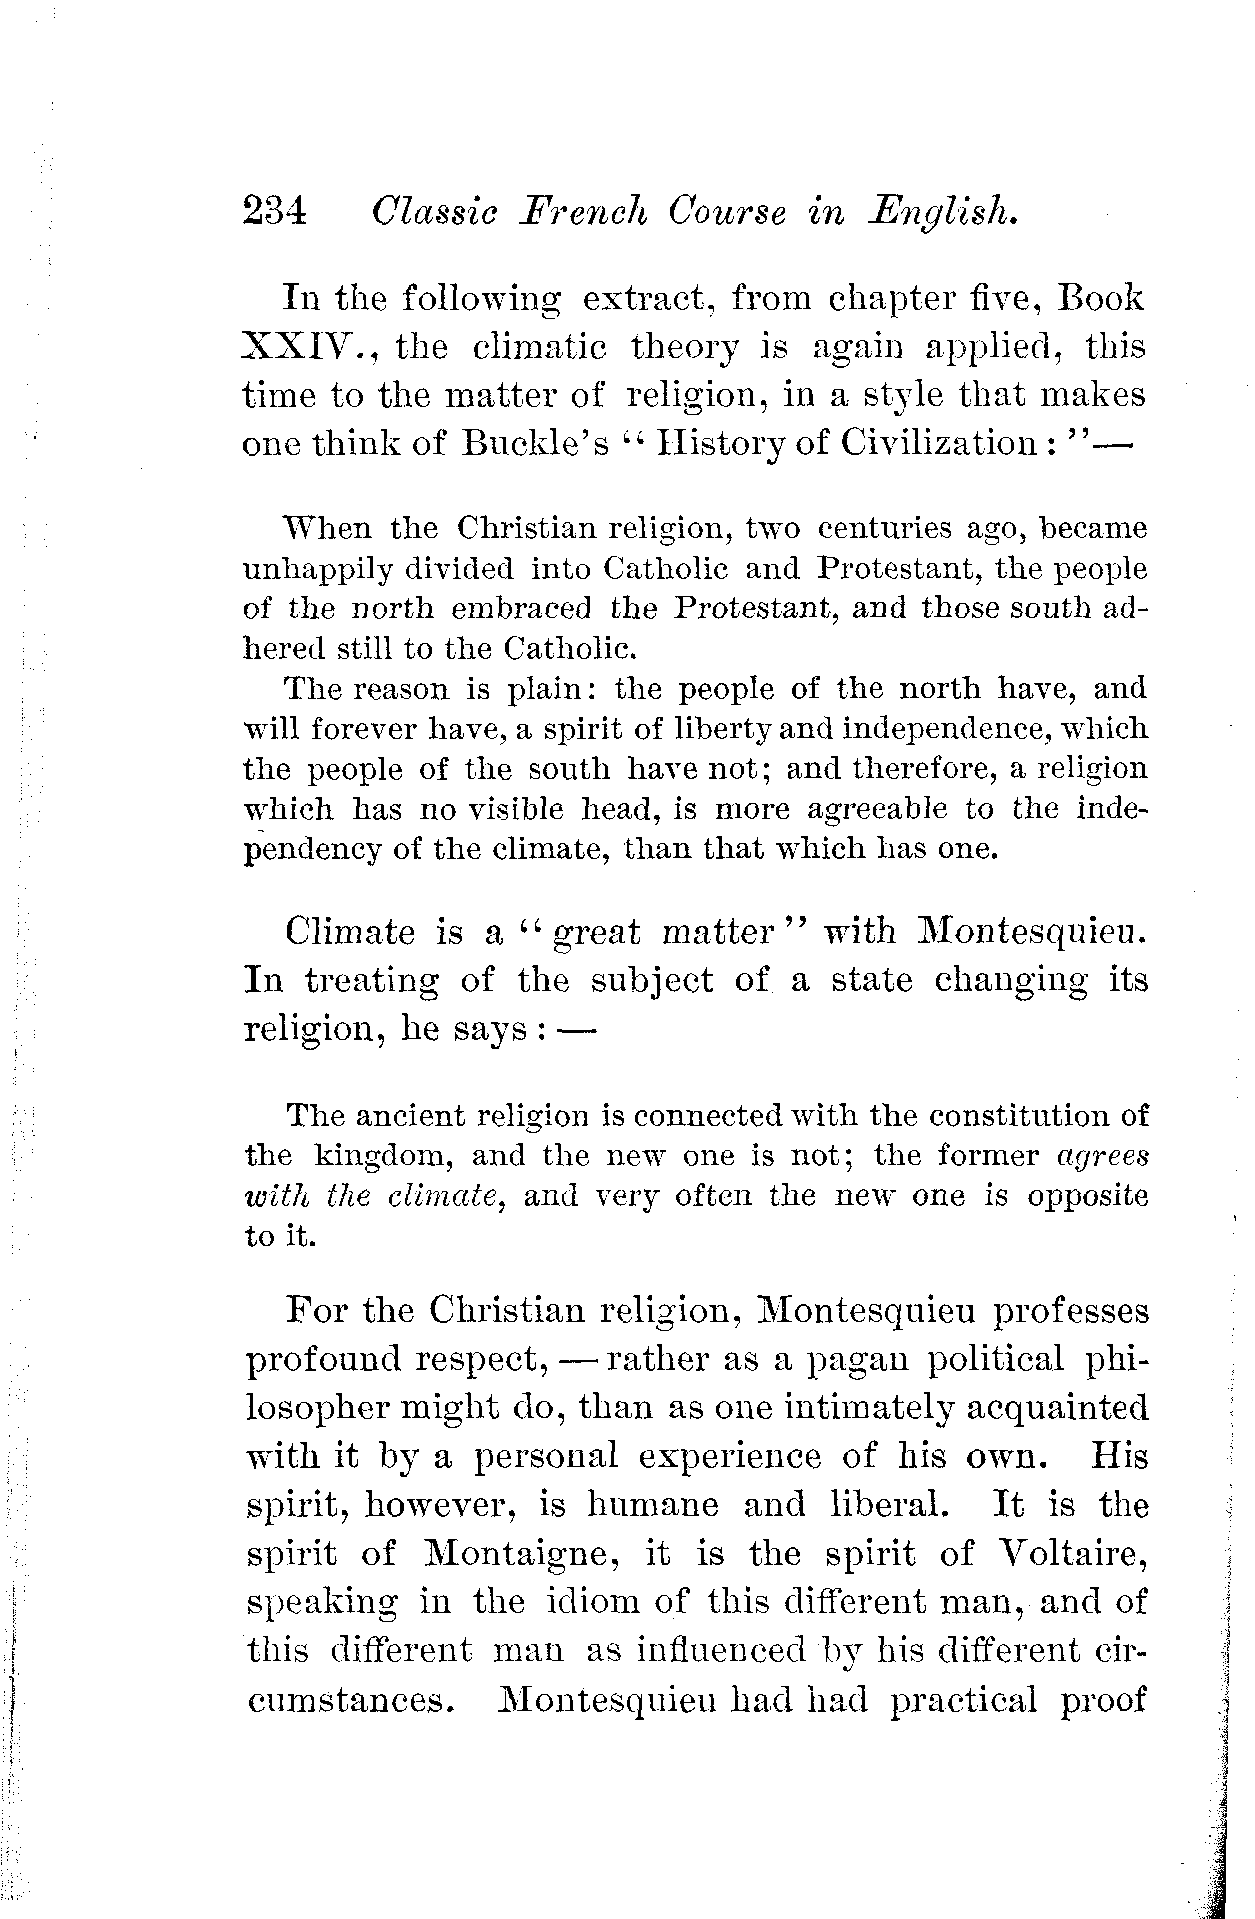 234 Classic French Course in English.
In the following extract, from chapter five, Book
XXIV., the climatic theory is again applied, this
time to the matter of religion, in a style that makes
one think of Buckle's “ History of Civilization : ”—
When the Christian religion, two centuries ago, became
unhappily divided into Catholic and Protestant, the people
of the north embraced the Protestant, and those south ad-
hered still to the Catholic.
The reason is plain: the people of the north have, and
will forever have, a spirit of liberty and independence, which
the people of the south have not; and therefore, a religion
which has no visible head, is more agreeable to the inde-
pendency of the climate, than that which has one.
Climate is a “ great matter ” with Montesquieu.
In treating of the subject of a state changing its
religion, he says : —
The ancient religion is connected with the constitution of
the kingdom, and the new one is not; the former agrees
with the climate, and very often the new one is opposite
to it.
For the Christian religion, Montesquieu professes
profound respect, — rather as a pagan political phi-
losopher might do, than as one intimately acquainted
with it by a personal experience of his own. His
spirit, however, is humane and liberal. It is the
spirit of Montaigne, it is the spirit of Voltaire,
speaking in the idiom of this different man, and of
this different man as influenced by his different cir-
cumstances. Montesquieu had had practical proof